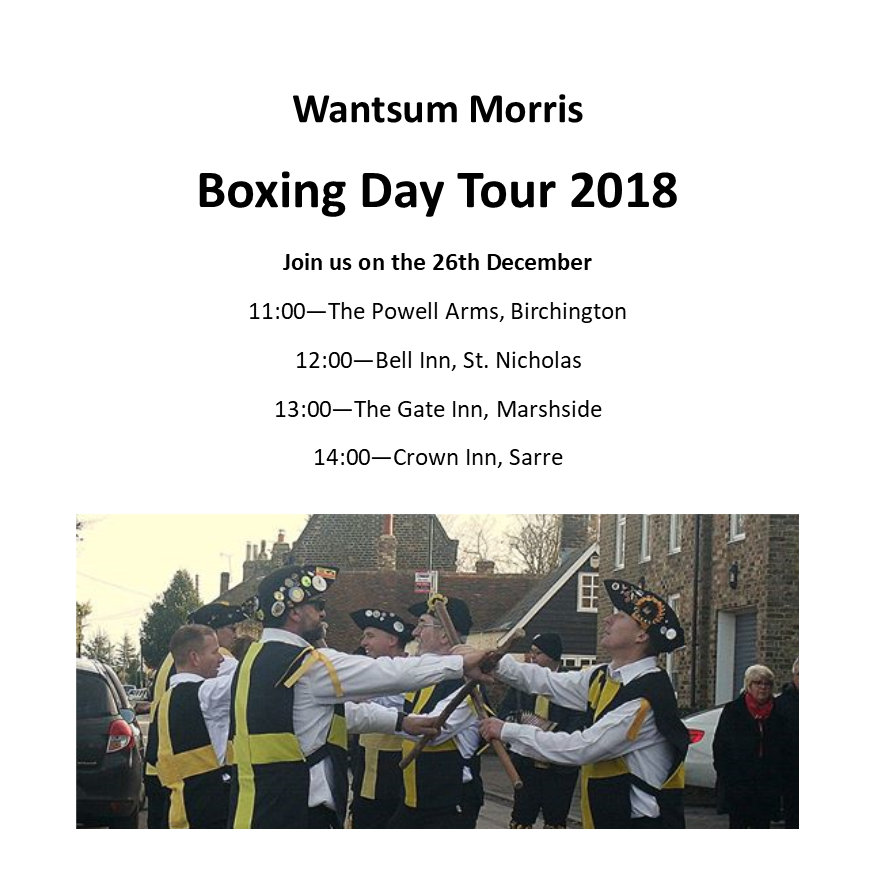 Wantsum Morris
Boxing Day Tour 2018
Join us on the 26th December
11:00—The Powell Arms, Birchington
12:00—Bell Inn, St. Nicholas
13:00—The Gate Inn, Marshside
14:00—Crown Inn, Sarre